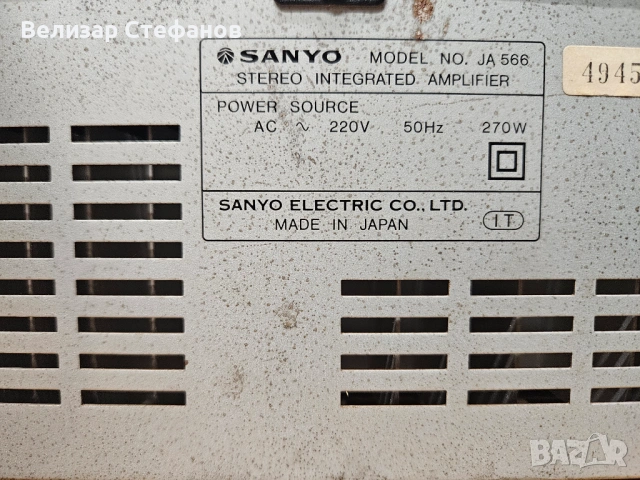 Велизар Стефанов
SANYO MODEL NO. JA 566
STEREO INTEGRATED AMPLIFIER
4945
POWER SOURCE
AC ∿ 220V 50Hz 270W
SANYO ELECTRIC CO., LTD.
MADE IN JAPAN
I.T
BAZAR